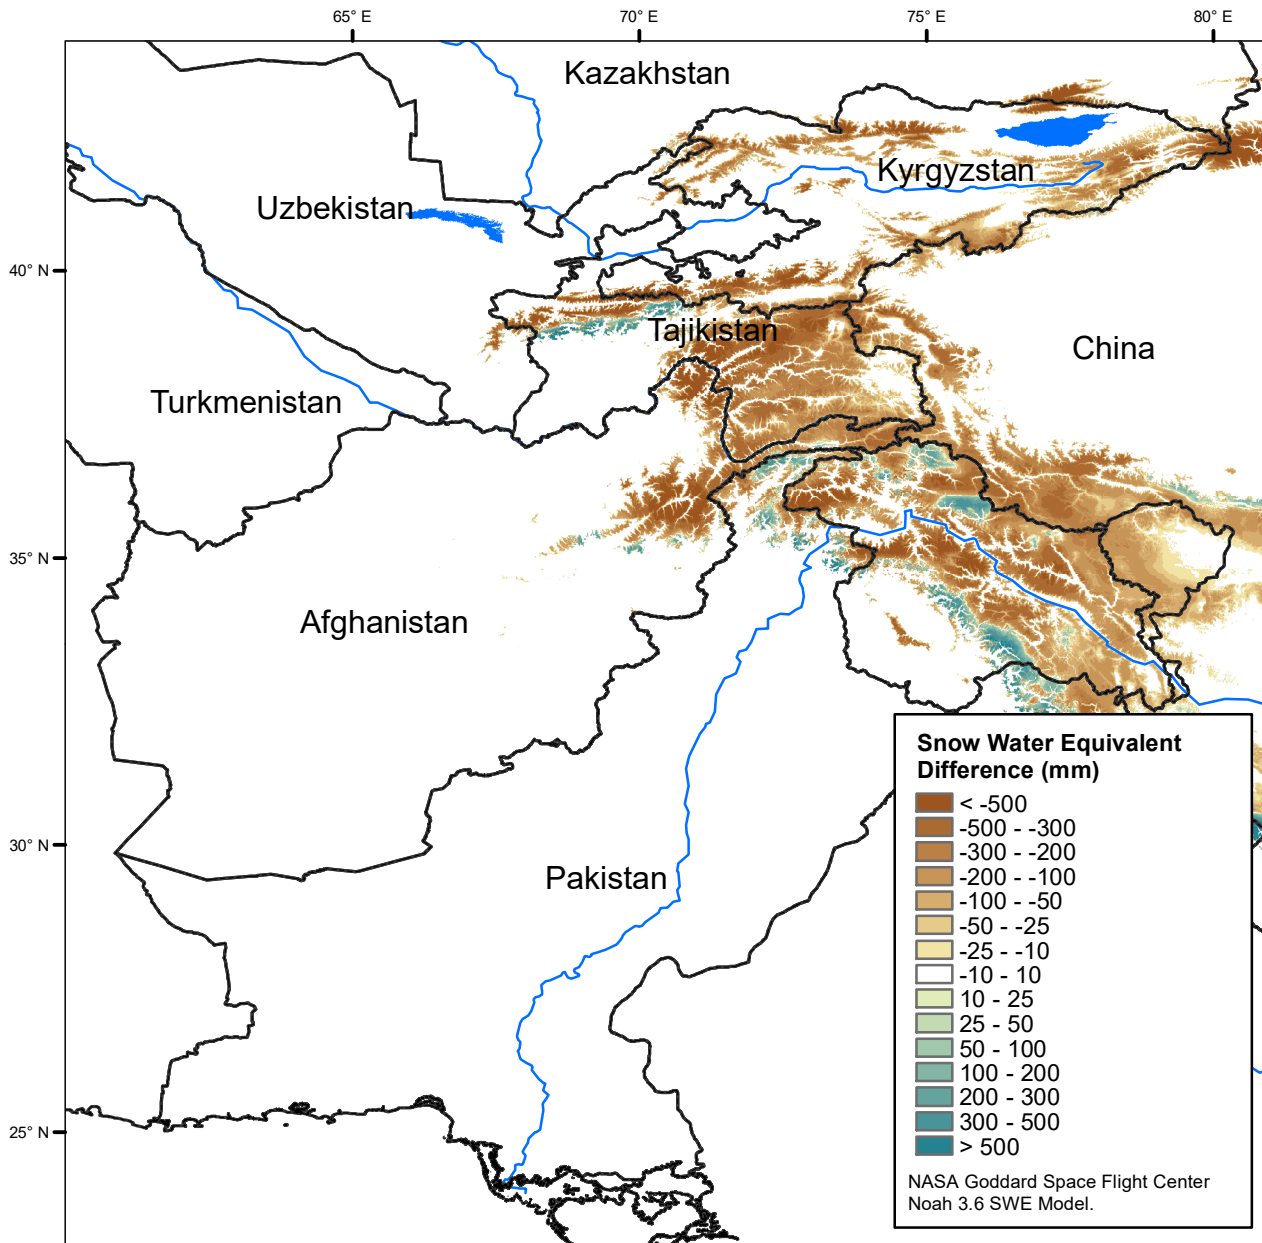 65° E
70° E
75° E
80° E
Kazakhstan
Kyrgyzstan
Uzbekistan
40° N
Tajikistan
China
Turkmenistan
35° N
Afghanistan
Snow Water Equivalent
Difference (mm)
< -500
-500 - -300
30° N
-300 - -200
Pakistan
-200 - -100
-100 - -50
-50 - -25
-25 - -10
-10 - 10
10 - 25
25 - 50
50 - 100
100 - 200
200 - 300
300 - 500
25° N
> 500
NASA Goddard Space Flight Center
Noah 3.6 SWE Model.